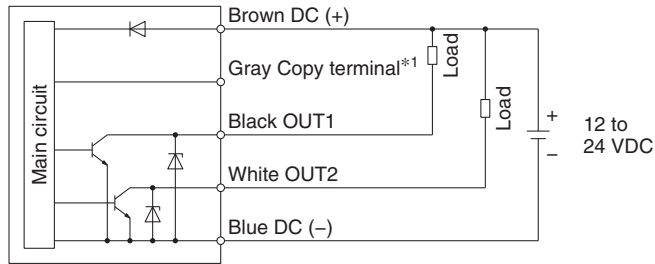 Brown DC (+)
Gray Copy terminal*1
Black OUT1
White OUT2
Blue DC (−)
Main circuit
Load
Load
+
−
12 to
24 VDC